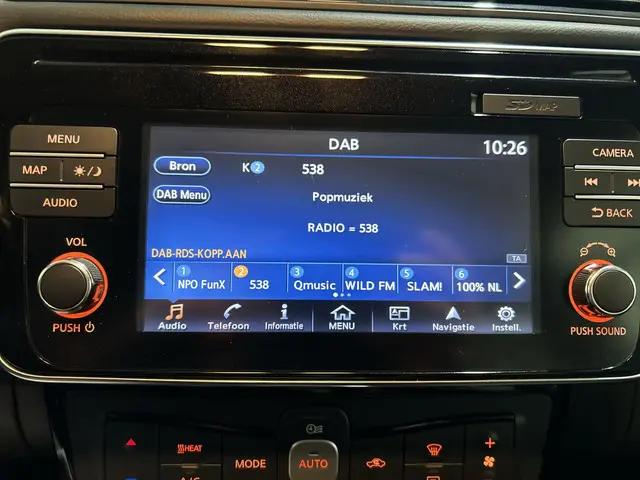 SD MAP
MENU
MAP
AUDIO
VOL
PUSH
DAB
10:26
Bron
K 2 538
DAB Menu
Popmuziek
RADIO = 538
DAB-RDS-KOPP.AAN
TA
1 NPO FunX
2 538
3 Qmusic
4 WILD FM
5 SLAM!
6 100% NL
Audio
Telefoon
Informatie
MENU
Krt
Navigatie
Instell.
CAMERA
BACK
PUSH SOUND
HEAT
A/C
MODE
AUTO